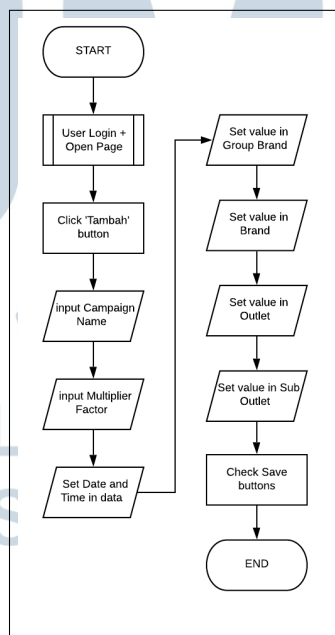 START
User Login +
Open Page
Click 'Tambah'
button
input Campaign
Name
input Multiplier
Factor
Set Date and
Time in data
Set value in
Group Brand
Set value in
Brand
Set value in
Outlet
Set value in Sub
Outlet
Check Save
buttons
END